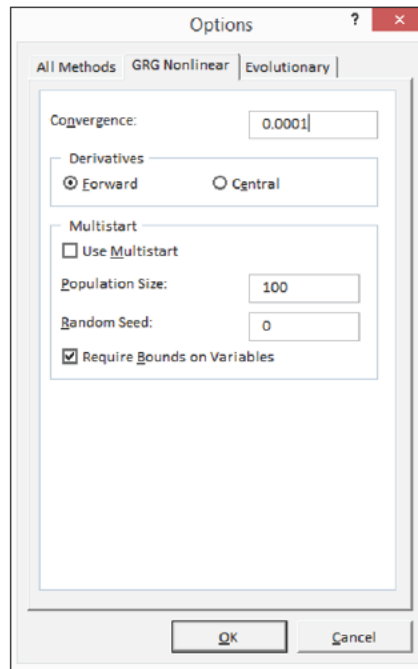 Options ?
All Methods GRG Nonlinear Evolutionary
Convergence: 0.0001
Derivatives
Forward Central
Multistart
Use Multistart
Population Size: 100
Random Seed: 0
Require Bounds on Variables
OK Cancel